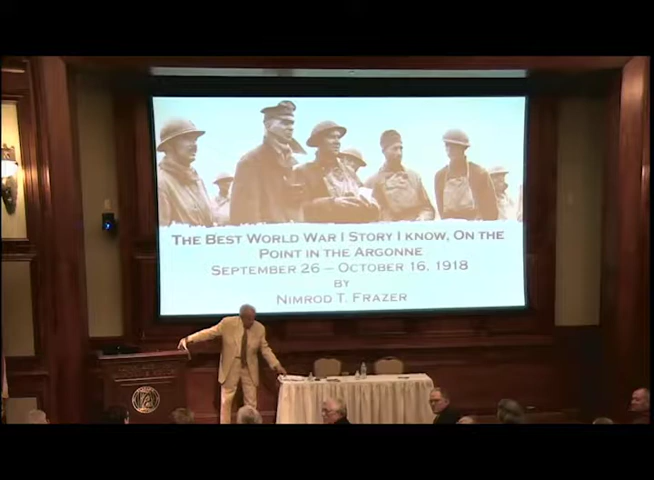 THE BEST WORLD WAR I STORY I KNOW, ON THE
POINT IN THE ARGONNE
SEPTEMBER 26 – OCTOBER 16, 1918
BY
NIMROD T. FRAZER